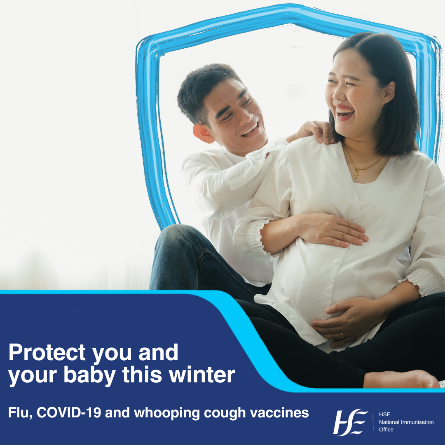 Protect you and
your baby this winter
Flu, COVID-19 and whooping cough vaccines
HSE
National Immunisation
Office